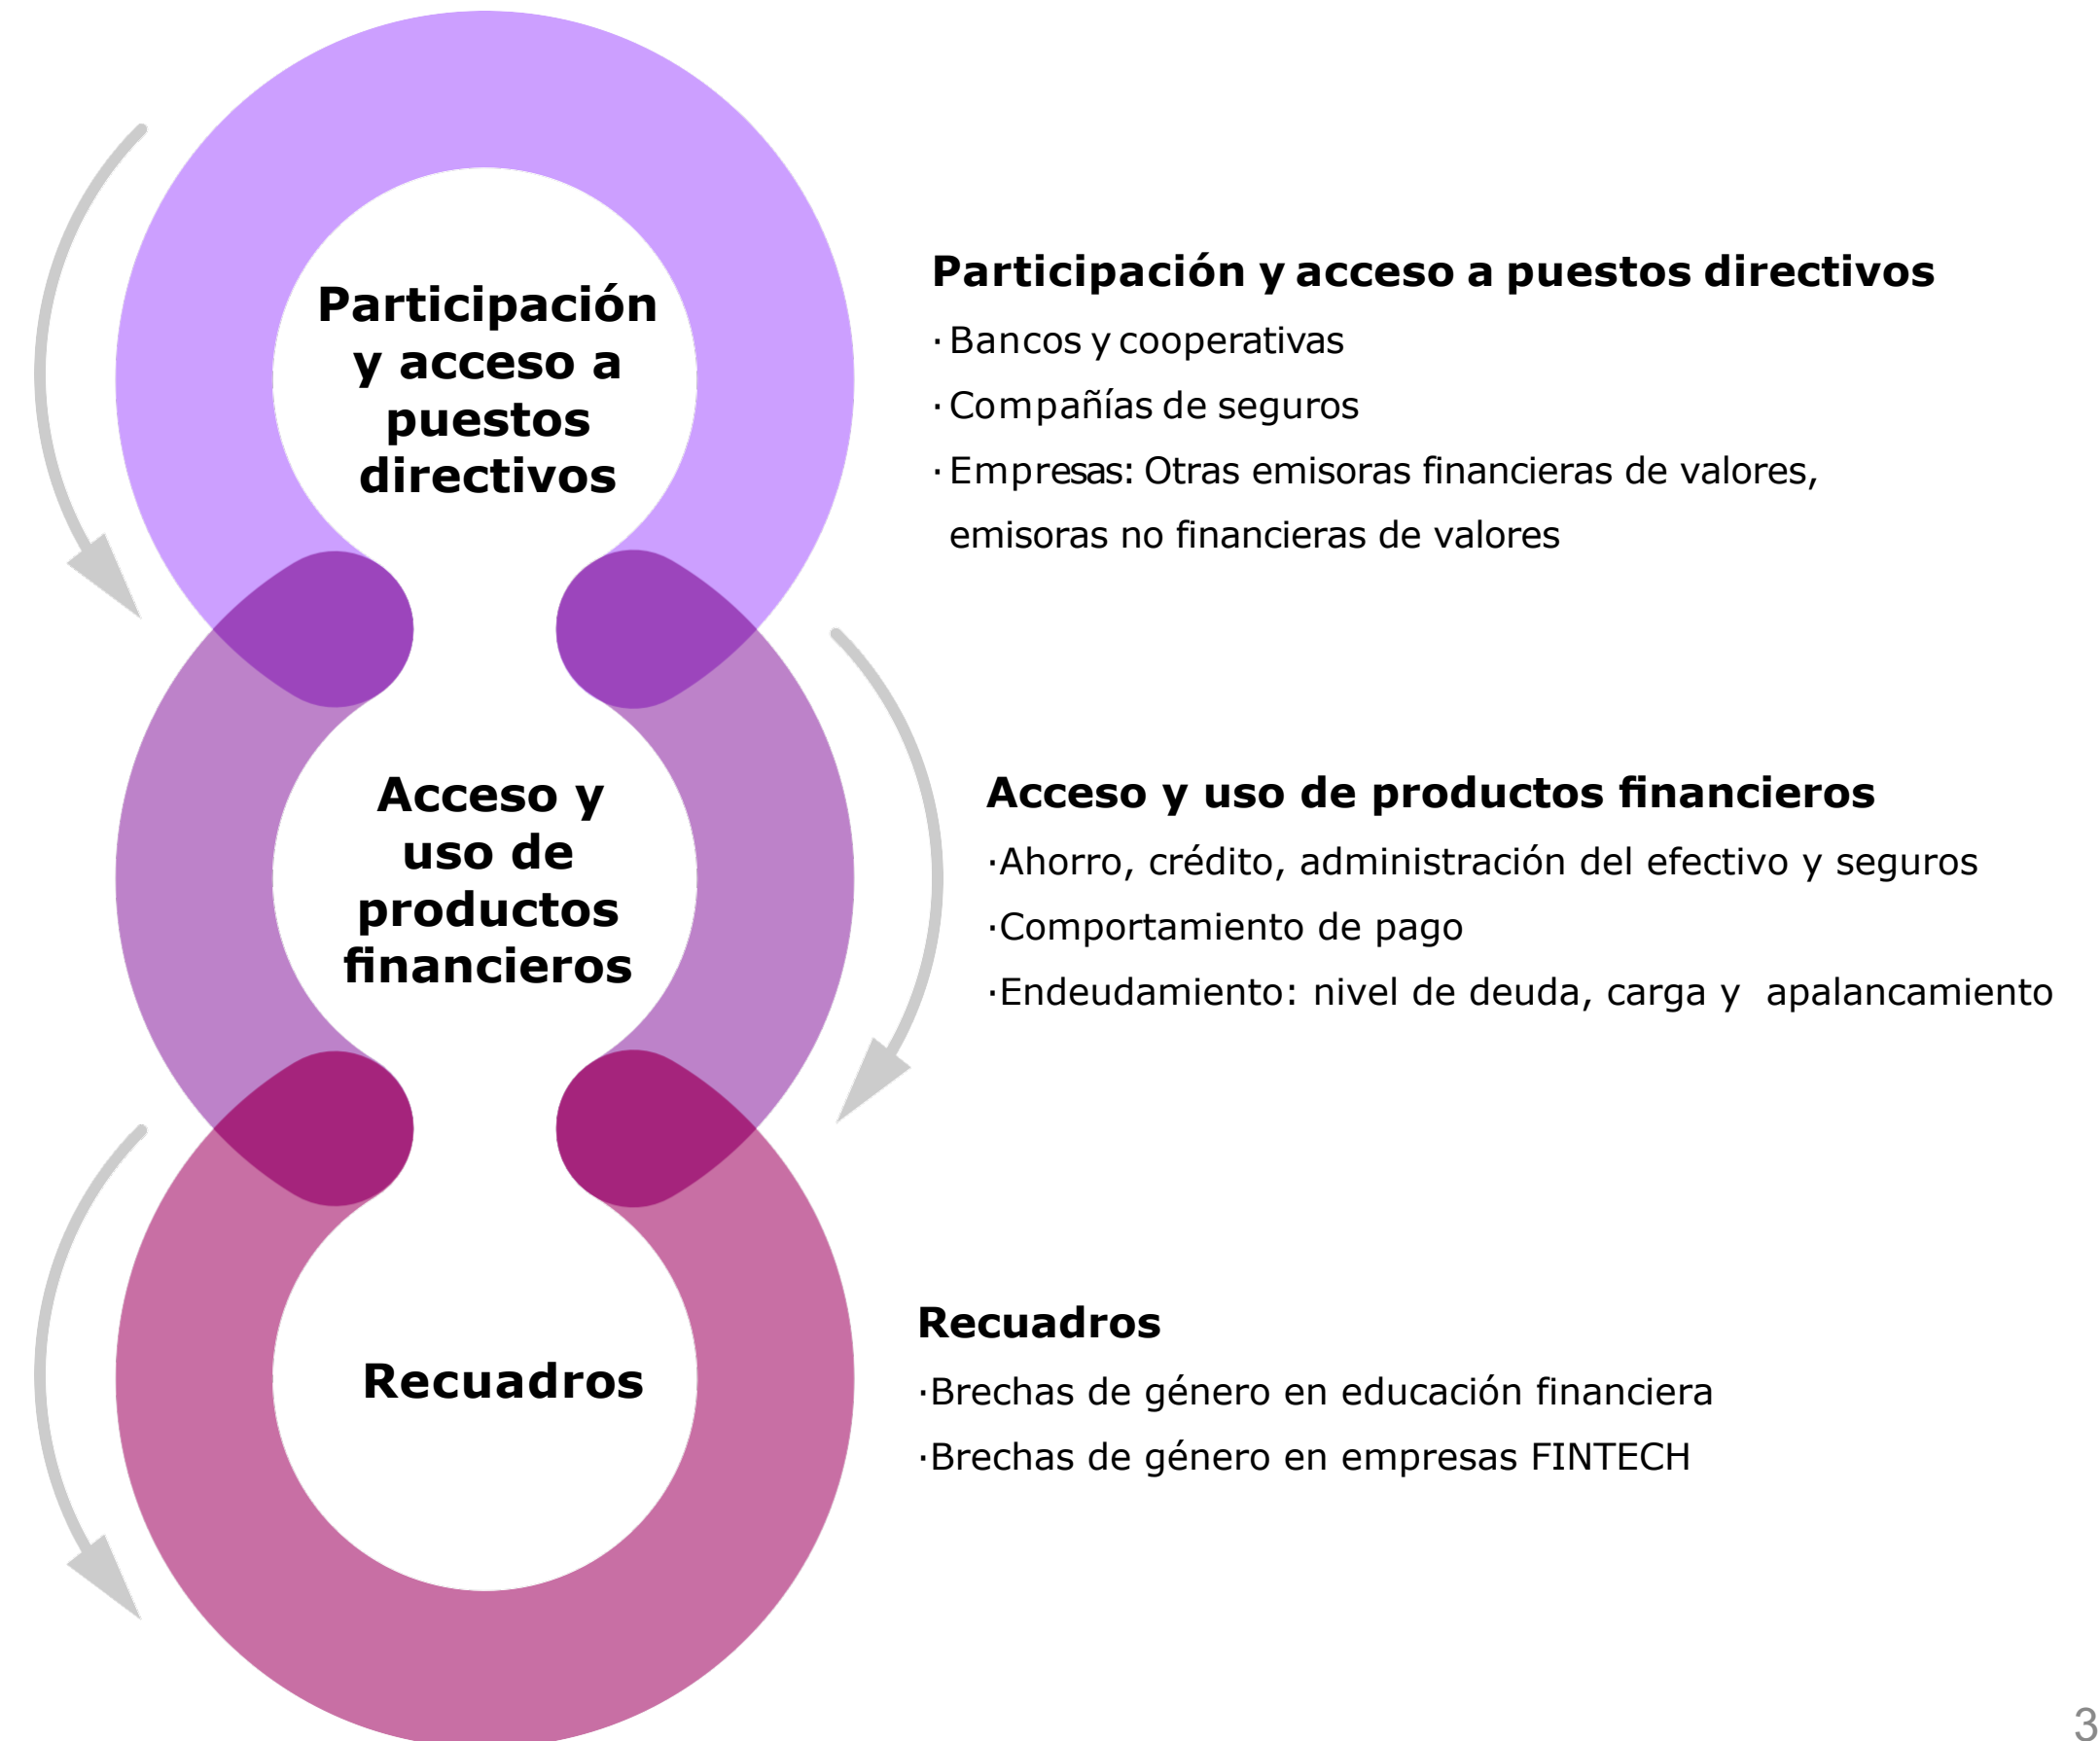 Participación
y acceso a
puestos
directivos
Participación y acceso a puestos directivos
· Bancos y cooperativas
· Compañías de seguros
· Empresas: Otras emisoras financieras de valores,
emisoras no financieras de valores
Acceso y
uso de
productos
financieros
Acceso y uso de productos financieros
·Ahorro, crédito, administración del efectivo y seguros
·Comportamiento de pago
·Endeudamiento: nivel de deuda, carga y apalancamiento
Recuadros
Recuadros
·Brechas de género en educación financiera
·Brechas de género en empresas FINTECH
3